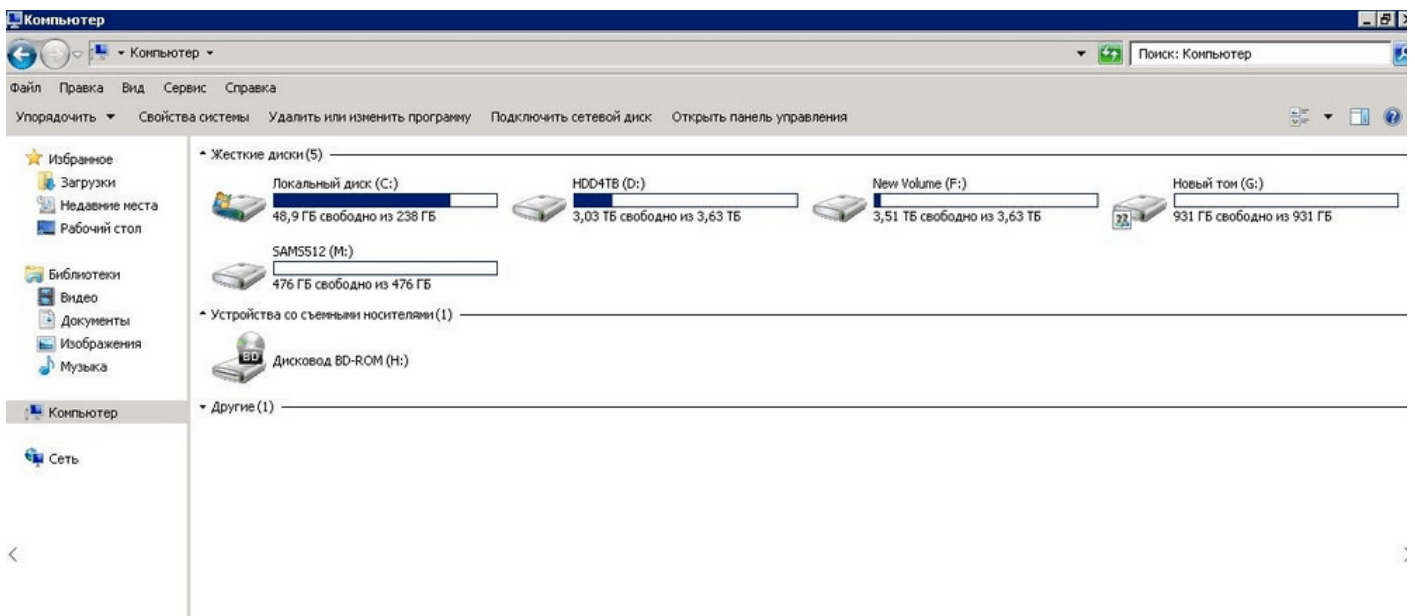 Компьютер
Компьютер
Поиск: Компьютер
Файл Правка Вид Сервис Справка
Упорядочить Свойства системы Удалить или изменить программу Подключить сетевой диск Открыть панель управления
Избранное
Загрузки
Недавние места
Рабочий стол
Библиотеки
Видео
Документы
Изображения
Музыка
Компьютер
Сеть
Жесткие диски (5)
Локальный диск (C:)
48,9 ГБ свободно из 238 ГБ
HDD4TB (D:)
3,03 ТБ свободно из 3,63 ТБ
New Volume (F:)
3,51 ТБ свободно из 3,63 ТБ
Новый том (G:)
931 ГБ свободно из 931 ГБ
SAMS512 (M:)
476 ГБ свободно из 476 ГБ
Устройства со съемными носителями (1)
BD
Дисковод BD-ROM (H:)
Другие (1)